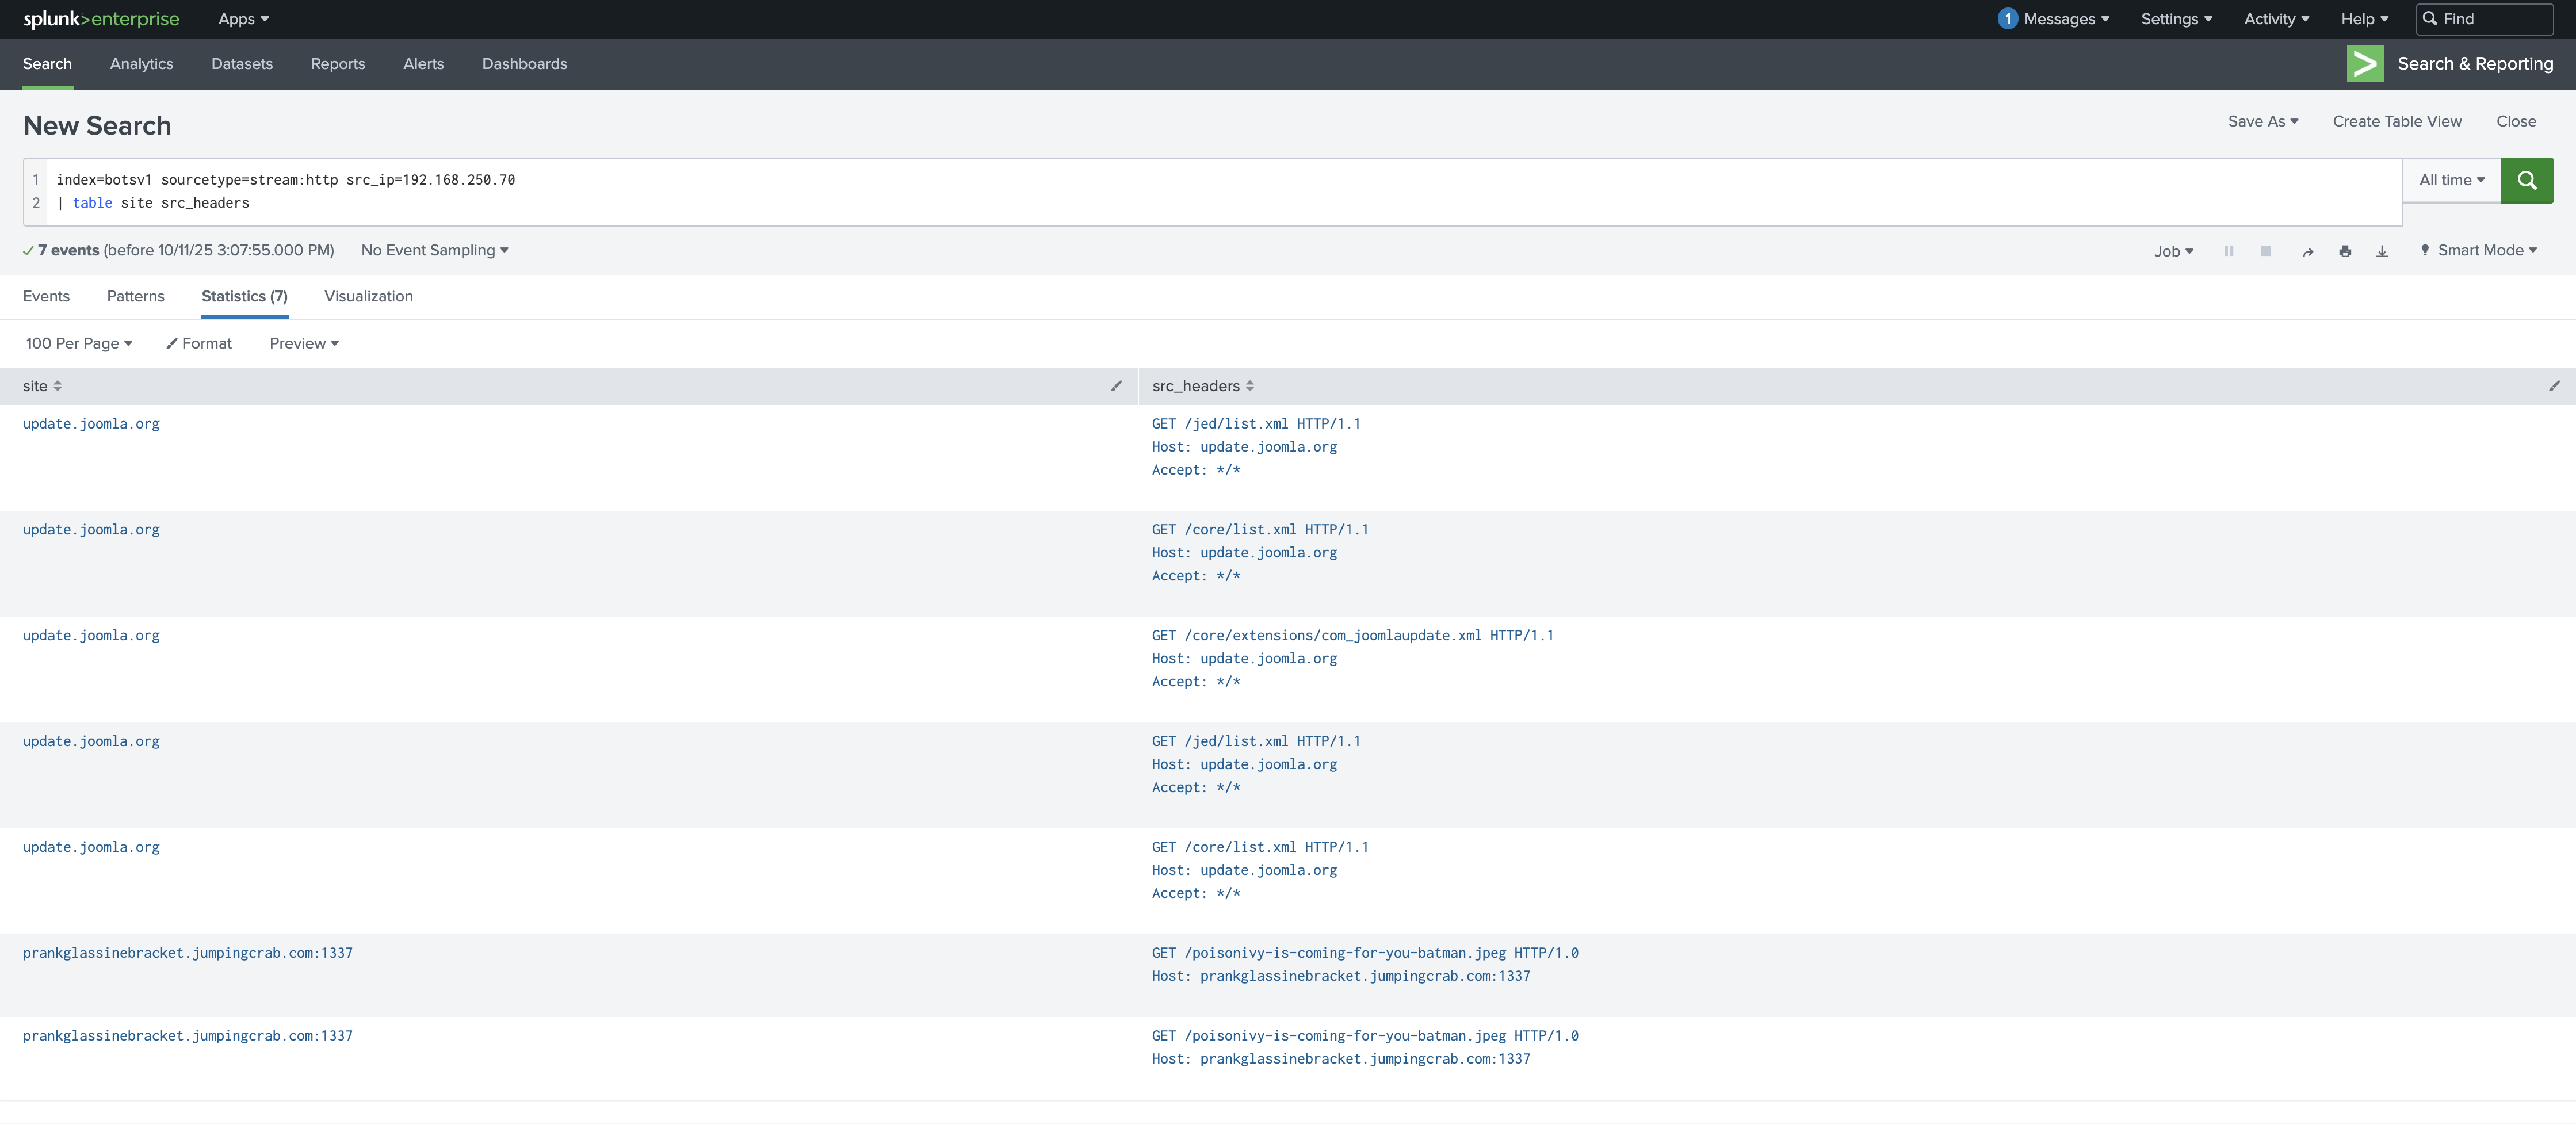 splunk>enterprise Apps 1 Messages Settings Activity Help Find
Search Analytics Datasets Reports Alerts Dashboards Search & Reporting
New Search Save As Create Table View Close
1 index=botsv1 sourcetype=stream:http src_ip=192.168.250.70 All time
2 | table site src_headers
7 events (before 10/11/25 3:07:55.000 PM) No Event Sampling Job Smart Mode
Events Patterns Statistics (7) Visualization
100 Per Page Format Preview
site src_headers
update.joomla.org GET /jed/list.xml HTTP/1.1
Host: update.joomla.org
Accept: */*
update.joomla.org GET /core/list.xml HTTP/1.1
Host: update.joomla.org
Accept: */*
update.joomla.org GET /core/extensions/com_joomlaupdate.xml HTTP/1.1
Host: update.joomla.org
Accept: */*
update.joomla.org GET /jed/list.xml HTTP/1.1
Host: update.joomla.org
Accept: */*
update.joomla.org GET /core/list.xml HTTP/1.1
Host: update.joomla.org
Accept: */*
prankglassinebracket.jumpingcrab.com:1337 GET /poisonivy-is-coming-for-you-batman.jpeg HTTP/1.0
Host: prankglassinebracket.jumpingcrab.com:1337
prankglassinebracket.jumpingcrab.com:1337 GET /poisonivy-is-coming-for-you-batman.jpeg HTTP/1.0
Host: prankglassinebracket.jumpingcrab.com:1337